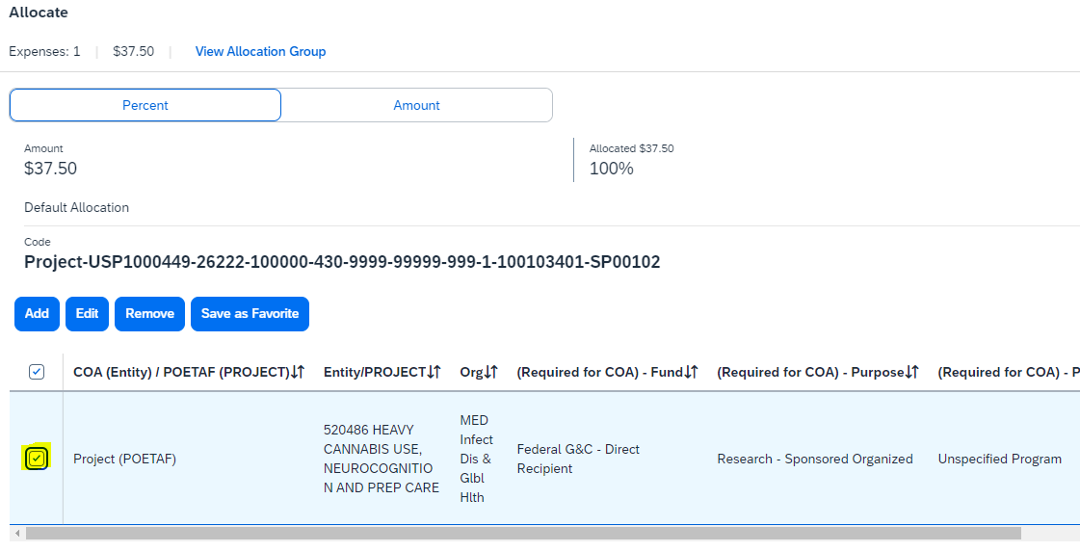 Allocate
Expenses: 1 | $37.50 | View Allocation Group
Percent Amount
Amount Allocated $37.50
$37.50 100%
Default Allocation
Code
Project-USP1000449-26222-100000-430-9999-99999-999-1-100103401-SP00102
Add Edit Remove Save as Favorite
COA (Entity) / POETAF (PROJECT) Entity/PROJECT Org (Required for COA) - Fund (Required for COA) - Purpose (Required for COA) - P
Project (POETAF)
520486 HEAVY
CANNABIS USE,
NEUROCOGNITIO
N AND PREP CARE
MED
Infect
Dis &
Glbl
Hlth
Federal G&C - Direct
Recipient
Research - Sponsored Organized
Unspecified Program